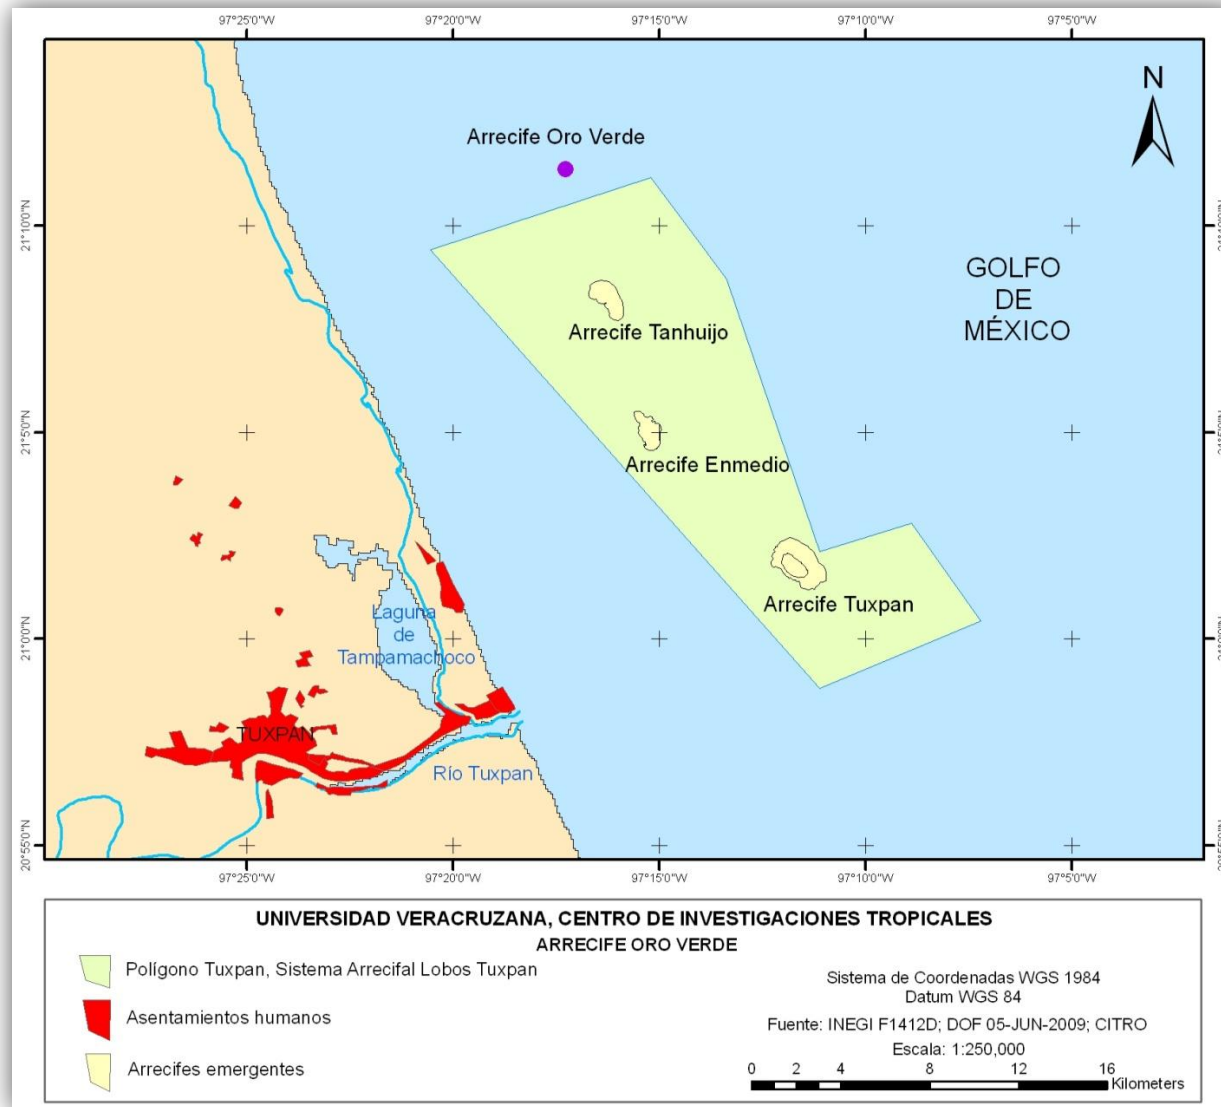 97°25'0"W 97°20'0"W 97°15'0"W 97°10'0"W 97°5'0"W
N
Arrecife Oro Verde
21°10'0"N
GOLFO
DE
MÉXICO
Arrecife Tanhuijo
21°5'0"N
Arrecife Enmedio
Arrecife Tuxpan
Laguna
de
Tampamachoco
21°0'0"N
TUXPAN
Río Tuxpan
20°55'0"N
97°25'0"W 97°20'0"W 97°15'0"W 97°10'0"W 97°5'0"W
UNIVERSIDAD VERACRUZANA, CENTRO DE INVESTIGACIONES TROPICALES
ARRECIFE ORO VERDE
Polígono Tuxpan, Sistema Arrecifal Lobos Tuxpan
Asentamientos humanos
Arrecifes emergentes
Sistema de Coordenadas WGS 1984
Datum WGS 84
Fuente: INEGI F1412D; DOF 05-JUN-2009; CITRO
Escala: 1:250,000
0 2 4 8 12 16
Kilometers